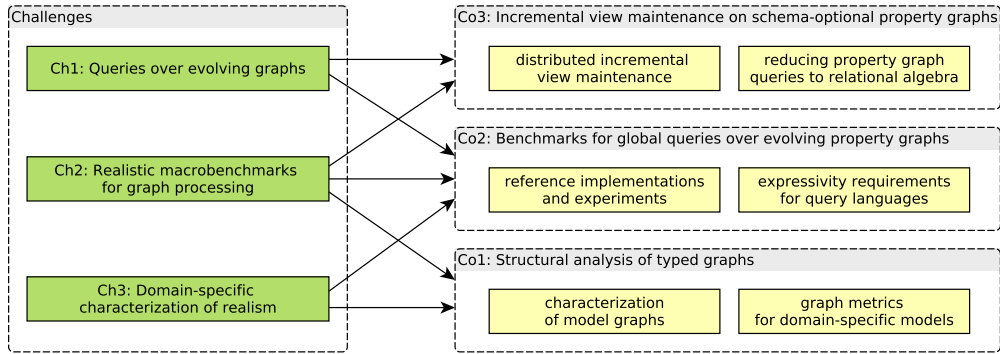 Challenges
Ch1: Queries over evolving graphs
Ch2: Realistic macrobenchmarks
for graph processing
Ch3: Domain-specific
characterization of realism
Co3: Incremental view maintenance on schema-optional property graphs
distributed incremental
view maintenance
reducing property graph
queries to relational algebra
Co2: Benchmarks for global queries over evolving property graphs
reference implementations
and experiments
expressivity requirements
for query languages
Co1: Structural analysis of typed graphs
characterization
of model graphs
graph metrics
for domain-specific models